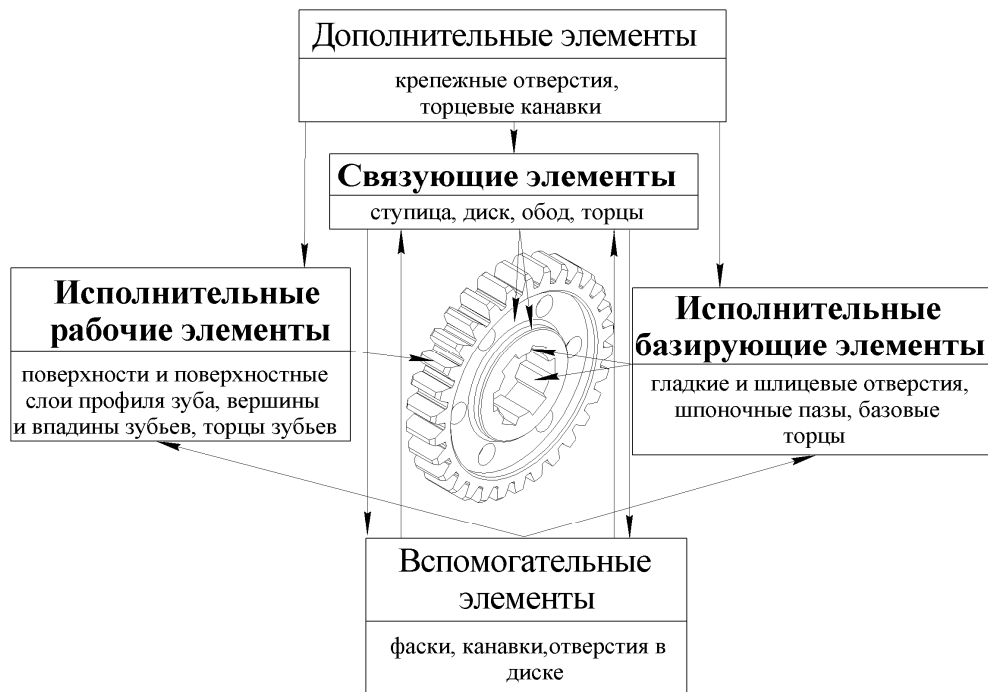 Дополнительные элементы
крепежные отверстия,
торцевые канавки
Связующие элементы
ступица, диск, обод, торцы
Исполнительные
рабочие элементы
поверхности и поверхностные
слои профиля зуба, вершины
и впадины зубьев, торцы зубьев
Исполнительные
базирующие элементы
гладкие и шлицевые отверстия,
шпоночные пазы, базовые
торцы
Вспомогательные
элементы
фаски, канавки,отверстия в
диске